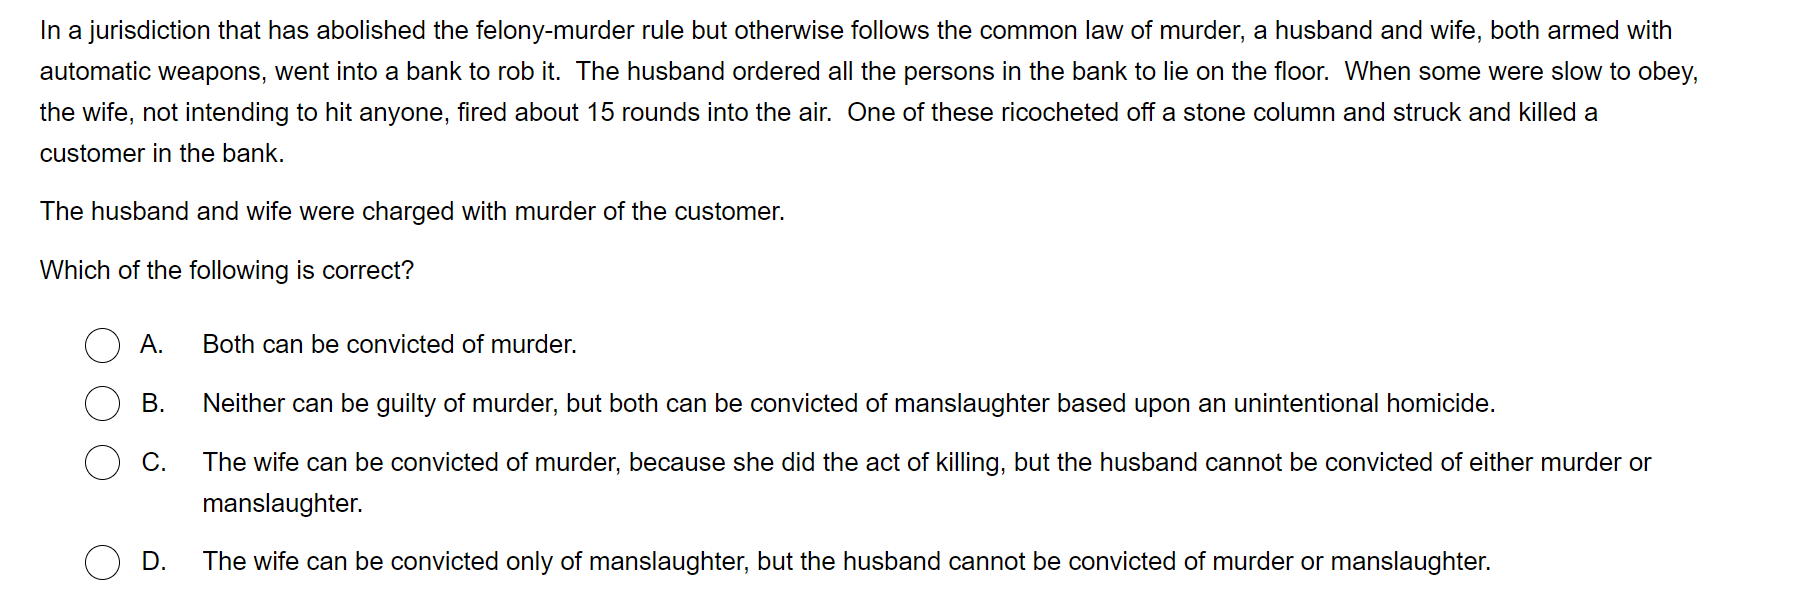 In a jurisdiction that has abolished the felony-murder rule but otherwise follows the common law of murder, a husband and wife, both armed with
automatic weapons, went into a bank to rob it.  The husband ordered all the persons in the bank to lie on the floor.  When some were slow to obey,
the wife, not intending to hit anyone, fired about 15 rounds into the air.  One of these ricocheted off a stone column and struck and killed a
customer in the bank.
The husband and wife were charged with murder of the customer.
Which of the following is correct?
A. Both can be convicted of murder.
B. Neither can be guilty of murder, but both can be convicted of manslaughter based upon an unintentional homicide.
C. The wife can be convicted of murder, because she did the act of killing, but the husband cannot be convicted of either murder or
manslaughter.
D. The wife can be convicted only of manslaughter, but the husband cannot be convicted of murder or manslaughter.